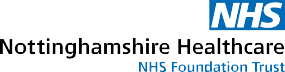 NHS
Nottinghamshire Healthcare
NHS Foundation Trust